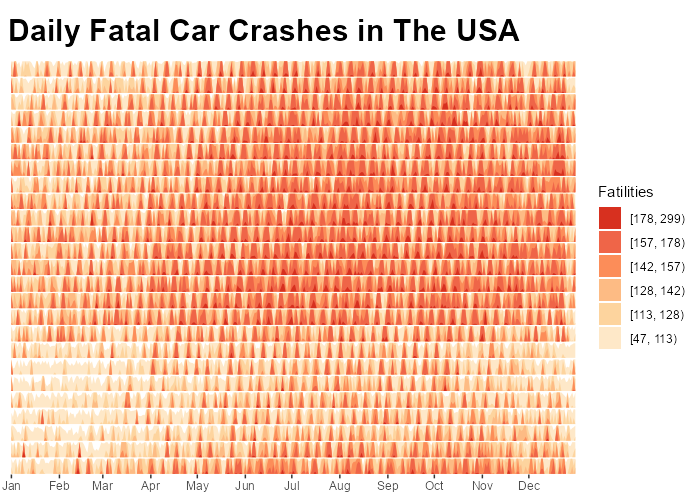 Daily Fatal Car Crashes in The USA
Fatilities
[178, 299)
[157, 178)
[142, 157)
[128, 142)
[113, 128)
[47, 113)
Jan Feb Mar Apr May Jun Jul Aug Sep Oct Nov Dec